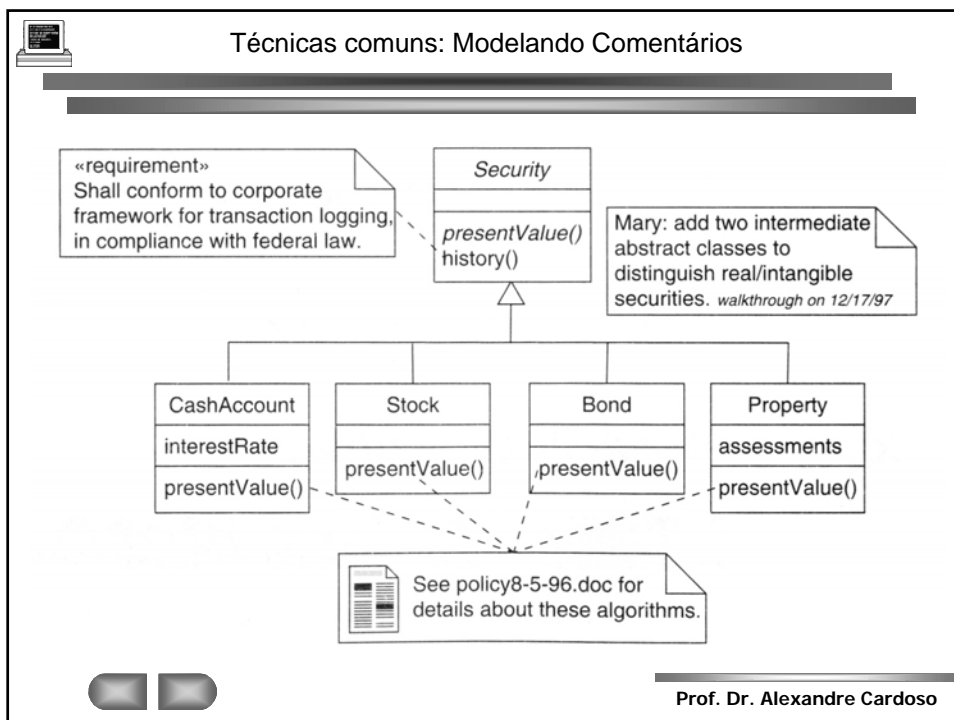 Técnicas comuns: Modelando Comentários
«requirement»
Shall conform to corporate
framework for transaction logging,
in compliance with federal law.
Security
presentValue()
history()
Mary: add two intermediate
abstract classes to
distinguish real/intangible
securities. walkthrough on 12/17/97
CashAccount
interestRate
presentValue()
Stock
presentValue()
Bond
presentValue()
Property
assessments
presentValue()
See policy8-5-96.doc for
details about these algorithms.
Prof. Dr. Alexandre Cardoso